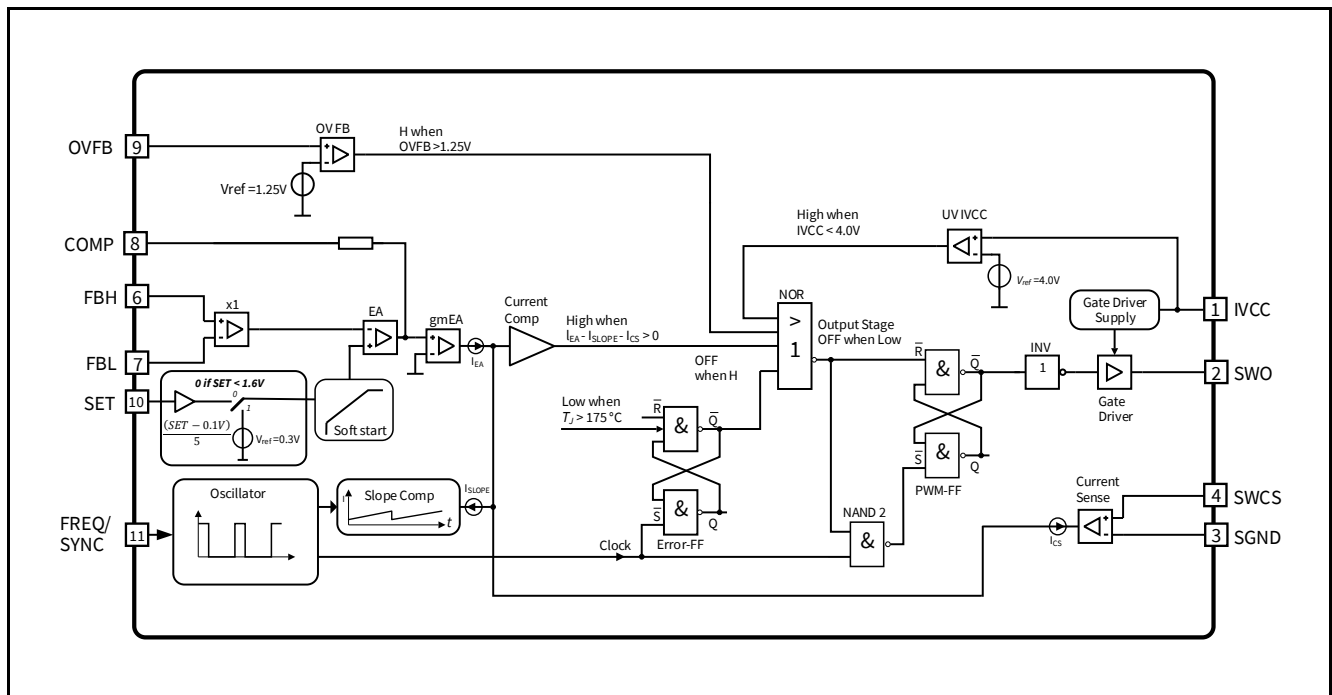 OVFB
9
OVFB
+
-
Vref=1.25V
H when
OVFB>1.25V
COMP
8
FBH
6
FBL
7
x1
+
-
EA
-
+
gmEA
+
-
I_EA
Current
Comp
High when
I_EA - I_SLOPE - I_CS > 0
High when
IVCC < 4.0V
UV IVCC
+
-
V_ref=4.0V
NOR
>
1
Output Stage
OFF when Low
OFF
when H
Gate Driver
Supply
1
IVCC
2
SWO
INV
1
Gate
Driver
SET
10
0 if SET < 1.6V
0
1
(SET − 0.1V)
5
V_ref=0.3V
Soft start
Low when
T_J > 175 °C
R̅
&
Q̅
S̅
&
Q
Error-FF
R̅
&
Q̅
S̅
&
Q
PWM-FF
FREQ/
SYNC
11
Oscillator
Slope Comp
I
t
I_SLOPE
Clock
NAND 2
&
Current
Sense
+
-
I_CS
4
SWCS
3
SGND